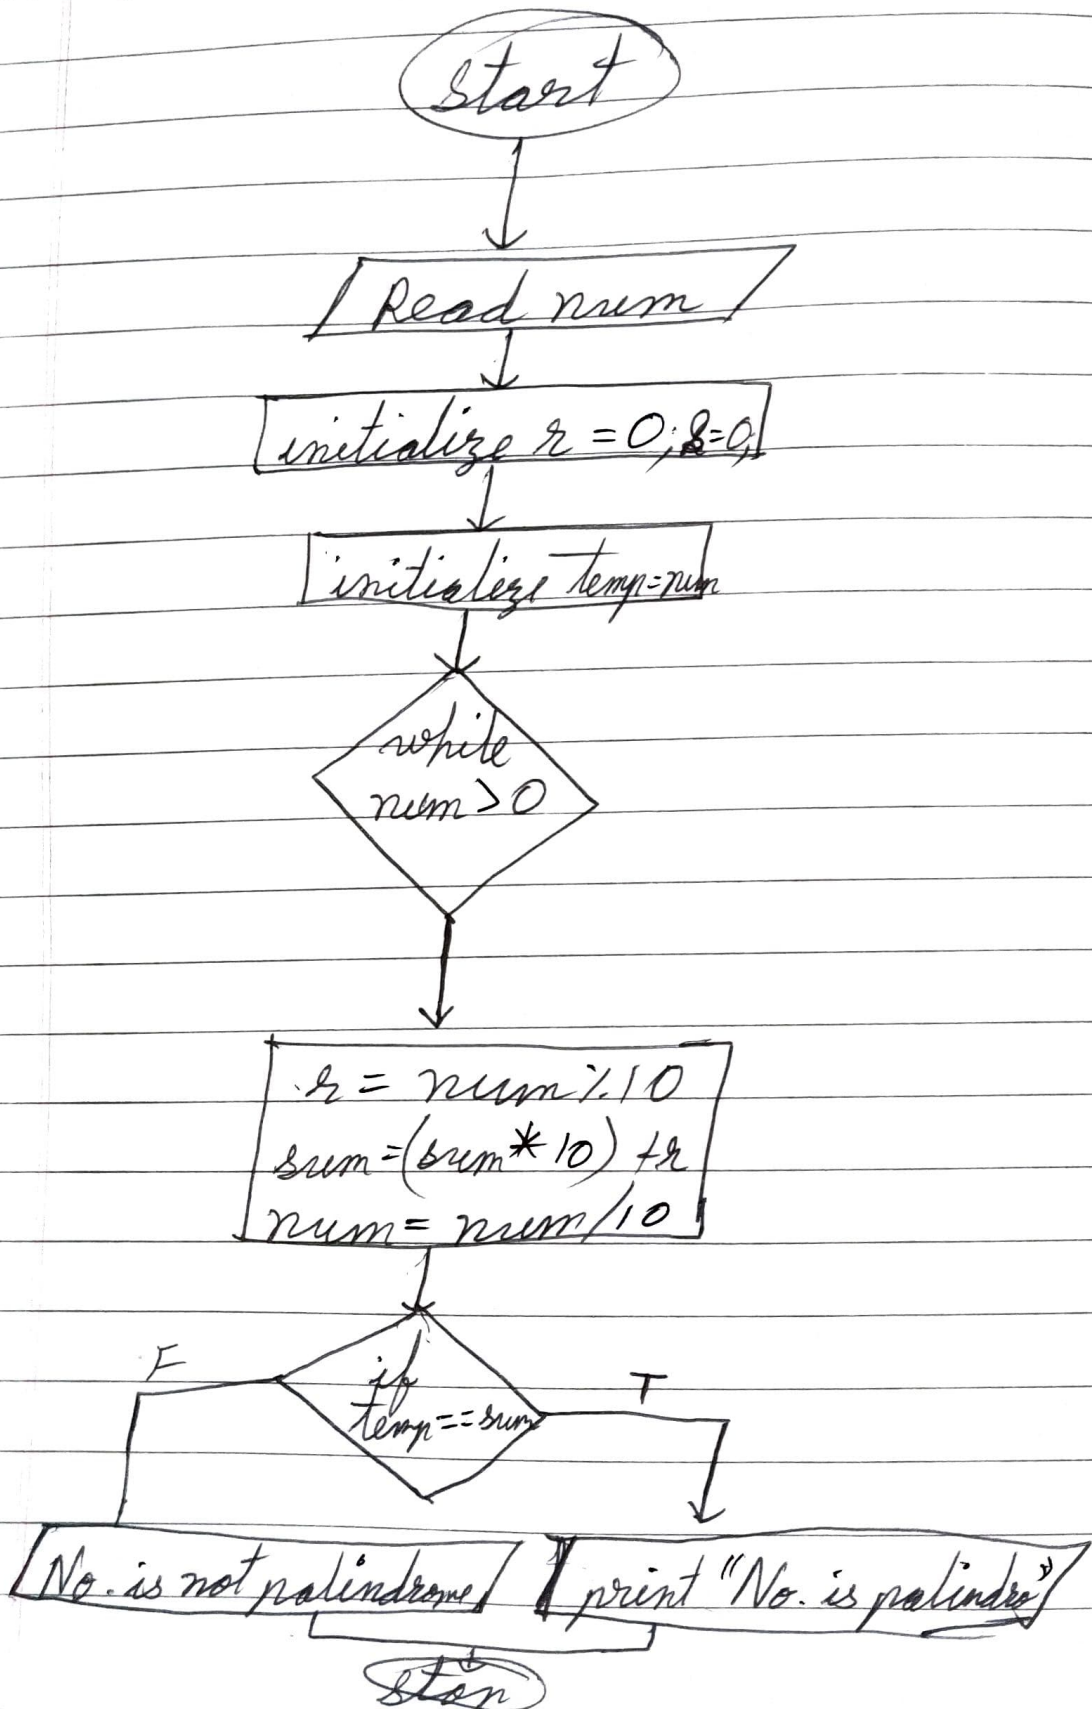 start
Read num
initialize r = 0; s=0;
initialize temp=num
while
num > 0
r = num % 10
sum=(sum * 10) +r
num = num/10
if
temp==sum
F
T
No. is not palindrome
print "No. is palindro"
stop